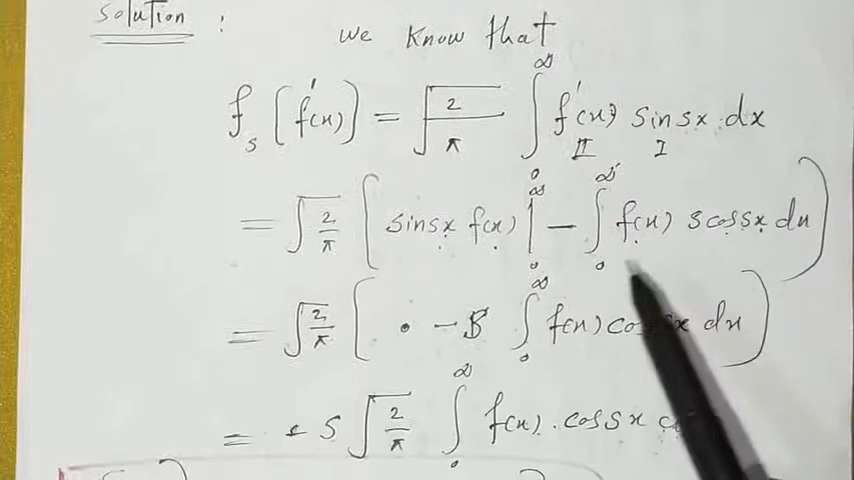 Solution :
we know that
f_s [f'(x)] = √(2/π) ∫₀^∞ f'(x) sin sx . dx
II I
= √(2/π) [ sin sx f(x) |₀^∞ - ∫₀^∞ f(x) s cos sx dx ]
= √(2/π) [ 0 - s ∫₀^∞ f(x) cos sx dx ]
= - s √(2/π) ∫₀^∞ f(x) . cos sx